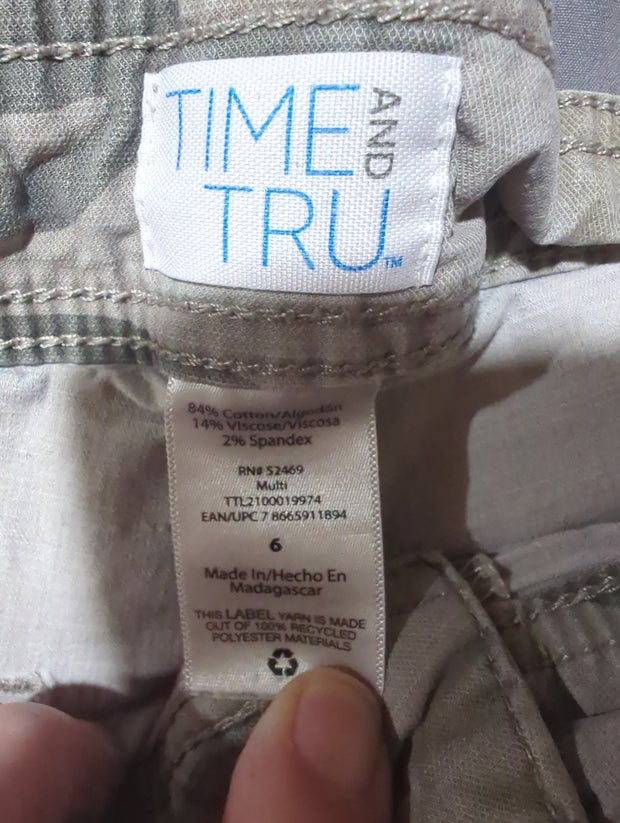 TIME AND
TRU™
84% Cotton/Algodón
14% Viscose/Viscosa
2% Spandex
RN# 52469
Multi
TTL2100019974
EAN/UPC 7 8665911894
6
Made In/Hecho En
Madagascar
THIS LABEL YARN IS MADE
OUT OF 100% RECYCLED
POLYESTER MATERIALS